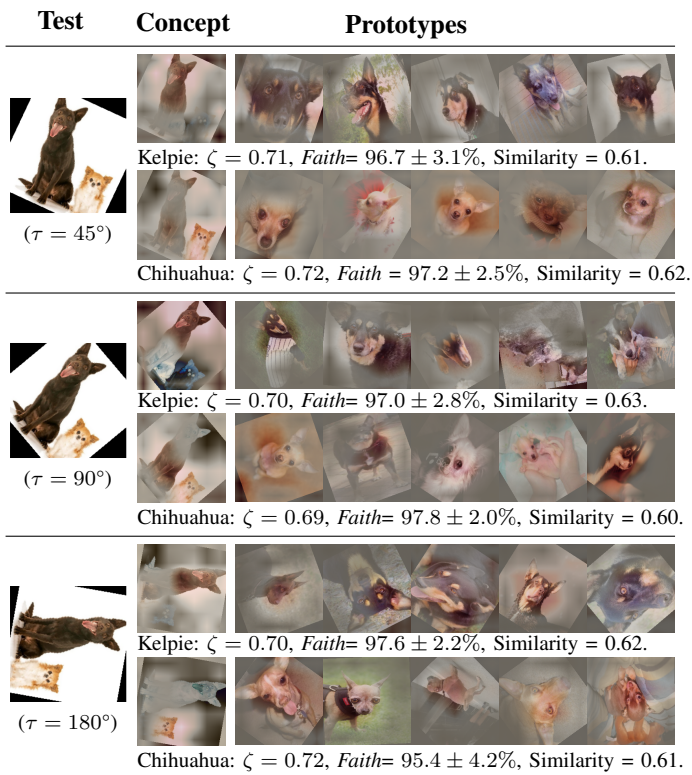 Test Concept Prototypes
Kelpie: ζ = 0.71, Faith= 96.7 ± 3.1%, Similarity = 0.61.
(τ = 45°)
Chihuahua: ζ = 0.72, Faith = 97.2 ± 2.5%, Similarity = 0.62.
Kelpie: ζ = 0.70, Faith= 97.0 ± 2.8%, Similarity = 0.63.
(τ = 90°)
Chihuahua: ζ = 0.69, Faith= 97.8 ± 2.0%, Similarity = 0.60.
Kelpie: ζ = 0.70, Faith= 97.6 ± 2.2%, Similarity = 0.62.
(τ = 180°)
Chihuahua: ζ = 0.72, Faith= 95.4 ± 4.2%, Similarity = 0.61.